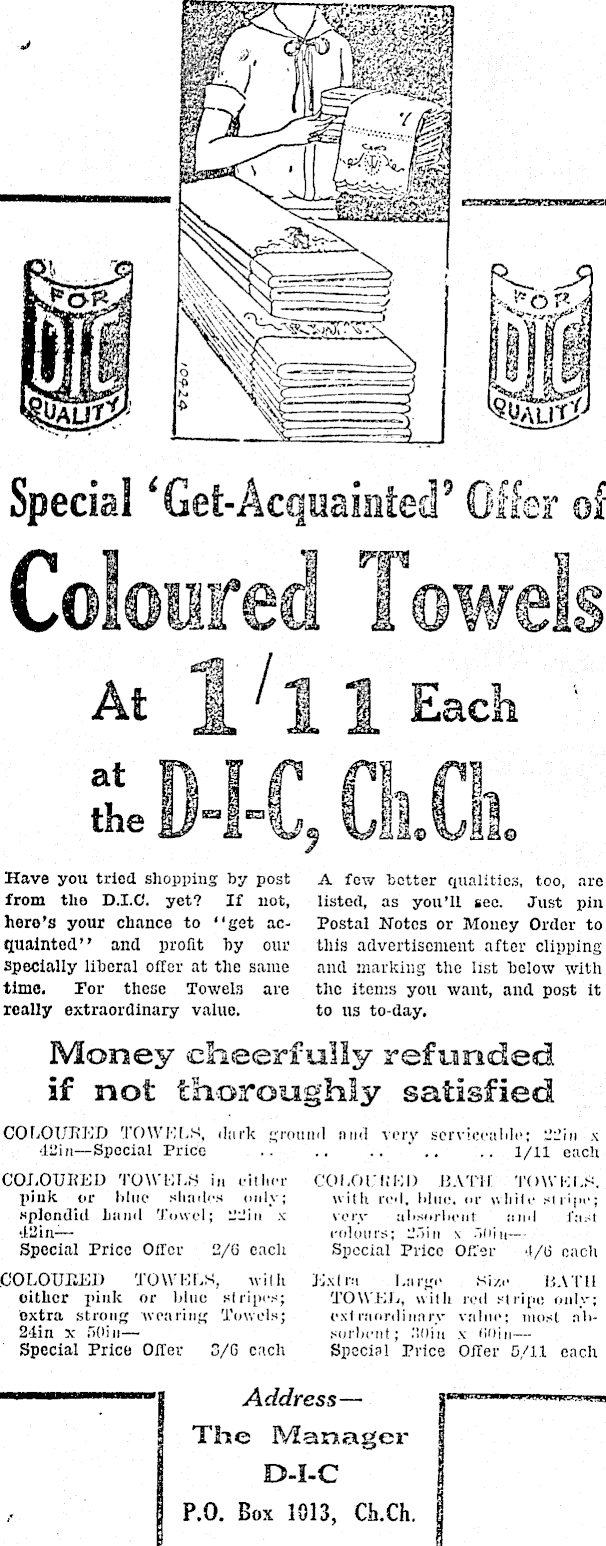 FOR
DIC
QUALITY
10424
FOR
DIC
QUALITY
Special 'Get-Acquainted' Offer of
Coloured Towels
At 1/11 Each
at the D-I-C, Ch.Ch.
Have you tried shopping by post
from the D.I.C. yet? If not,
here's your chance to "get ac-
quainted" and profit by our
specially liberal offer at the same
time. For these Towels are
really extraordinary value.
A few better qualities, too, are
listed, as you'll see. Just pin
Postal Notes or Money Order to
this advertisement after clipping
and marking the list below with
the items you want, and post it
to us to-day.
Money cheerfully refunded
if not thoroughly satisfied
COLOURED TOWELS, dark ground and very serviceable; 22in x
42in—Special Price .. .. .. .. .. 1/11 each
COLOURED TOWELS in either
pink or blue shades only;
splendid hand Towel; 22in x
42in—
Special Price Offer 2/6 each
COLOURED TOWELS, with
either pink or blue stripes;
extra strong wearing Towels;
24in x 50in—
Special Price Offer 3/6 each
COLOURED BATH TOWELS,
with red, blue, or white stripe;
very absorbent and fast
colours; 25in x 50in—
Special Price Offer 4/6 each
Extra Large Size BATH
TOWEL, with red stripe only;
extraordinary value; most ab-
sorbent; 30in x 60in—
Special Price Offer 5/11 each
Address—
The Manager
D-I-C
P.O. Box 1013, Ch.Ch.